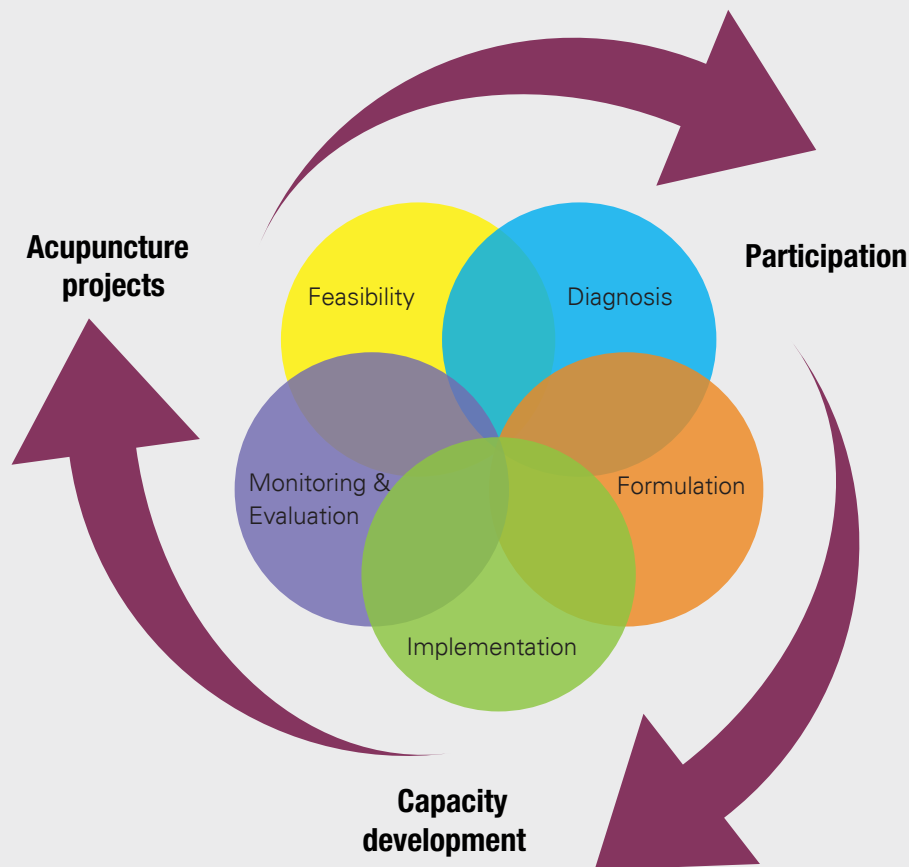 Acupuncture
projects
Participation
Feasibility
Diagnosis
Monitoring &
Evaluation
Formulation
Implementation
Capacity
development